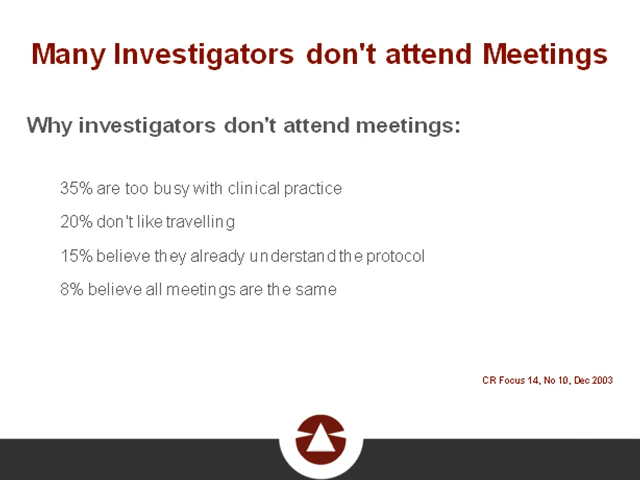 Many Investigators don't attend Meetings
Why investigators don't attend meetings:
35% are too busy with clinical practice
20% don't like travelling
15% believe they already understand the protocol
8% believe all meetings are the same
CR Focus 14, No 10, Dec 2003